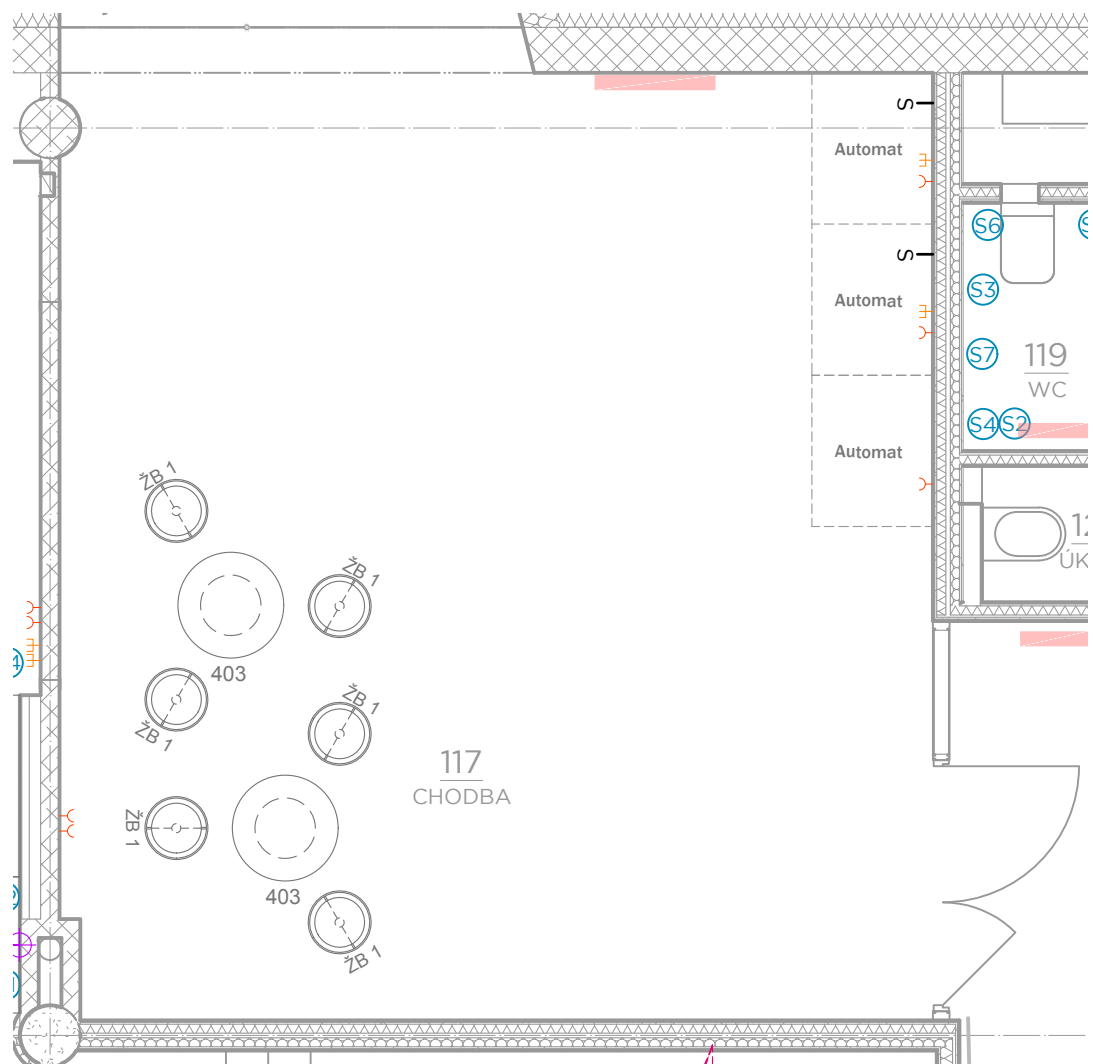 S
Automat
S
Automat
Automat
S6
S3
S7
S4
S2
119
WC
ŽB 1
ŽB 1
403
ŽB 1
ŽB 1
117
CHODBA
ŽB 1
403
ŽB 1